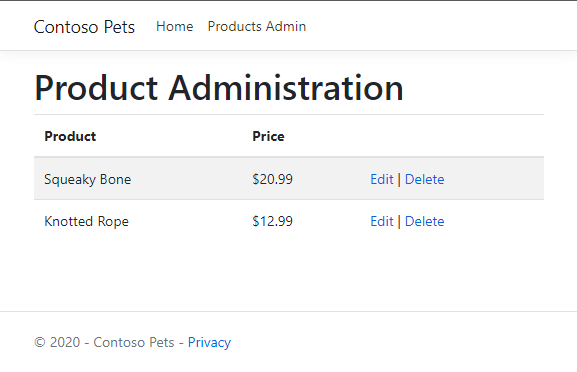 Contoso Pets Home Products Admin
Product Administration
Product Price
Squeaky Bone $20.99 Edit | Delete
Knotted Rope $12.99 Edit | Delete
© 2020 - Contoso Pets - Privacy